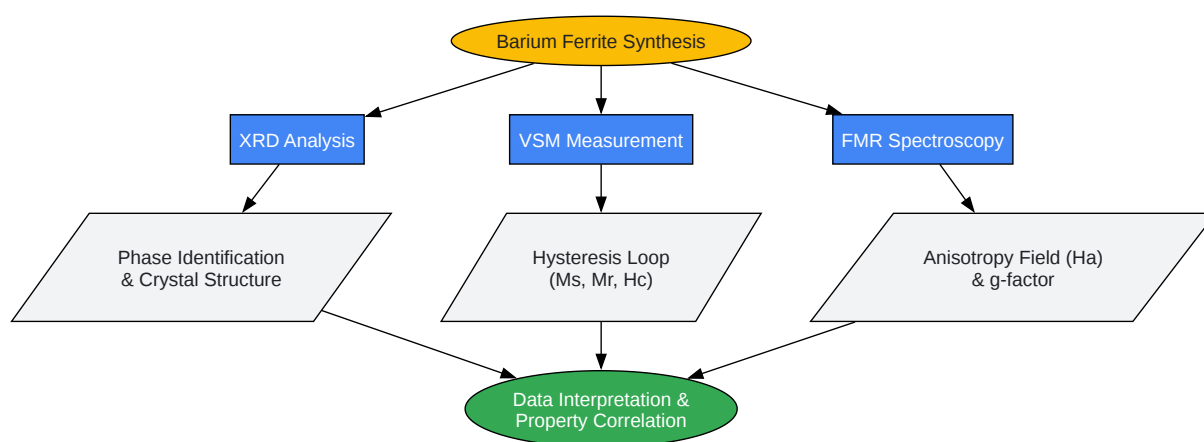 Barium Ferrite Synthesis
XRD Analysis
VSM Measurement
FMR Spectroscopy
Phase Identification
& Crystal Structure
Hysteresis Loop
(Ms, Mr, Hc)
Anisotropy Field (Ha)
& g-factor
Data Interpretation &
Property Correlation